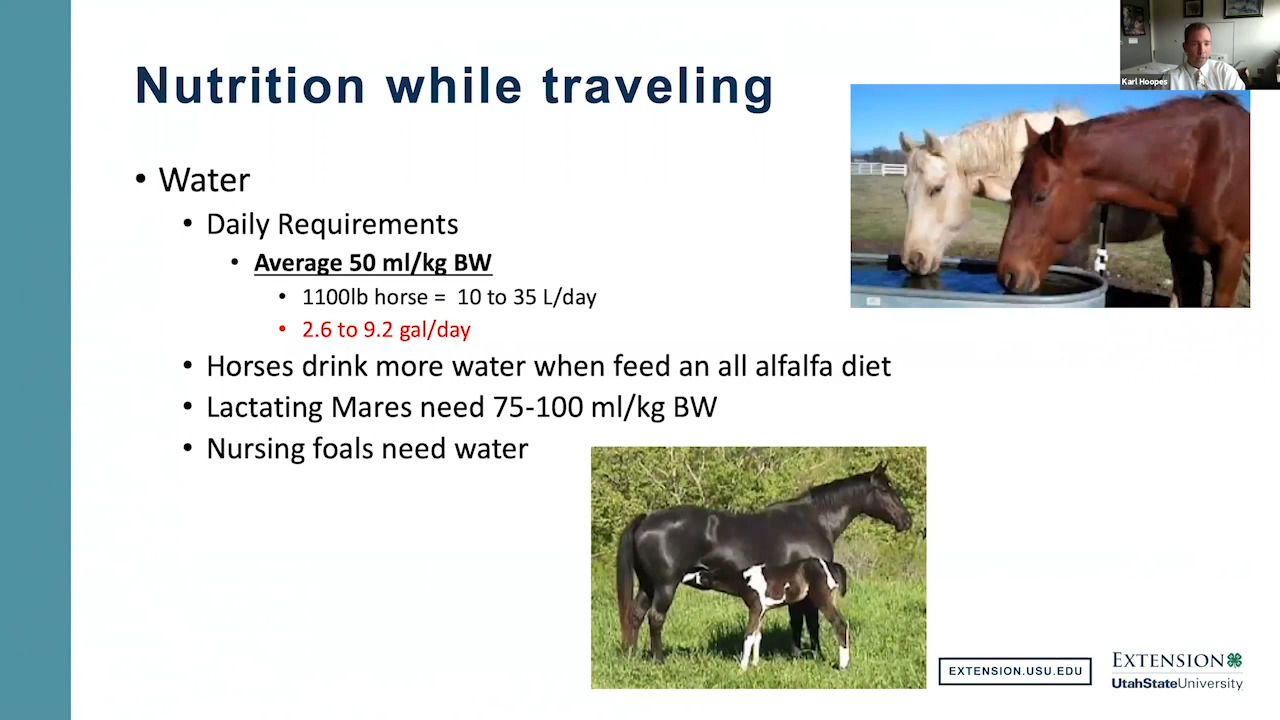 Karl Hoopes
Nutrition while traveling
• Water
• Daily Requirements
• Average 50 ml/kg BW
• 1100lb horse = 10 to 35 L/day
• 2.6 to 9.2 gal/day
• Horses drink more water when feed an all alfalfa diet
• Lactating Mares need 75-100 ml/kg BW
• Nursing foals need water
EXTENSION.USU.EDU
EXTENSION
UtahStateUniversity